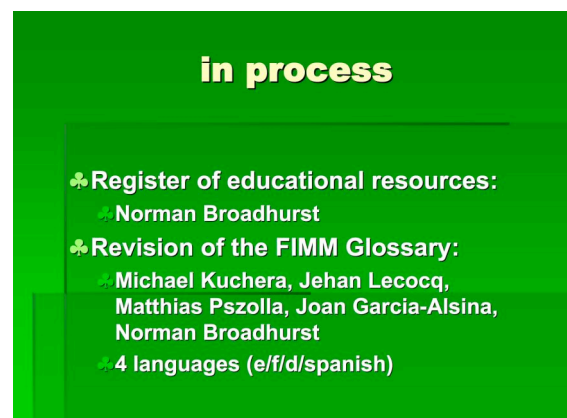 in process
♣Register of educational resources:
♣Norman Broadhurst
♣Revision of the FIMM Glossary:
♣Michael Kuchera, Jehan Lecocq,
Matthias Pszolla, Joan Garcia-Alsina,
Norman Broadhurst
♣4 languages (e/f/d/spanish)